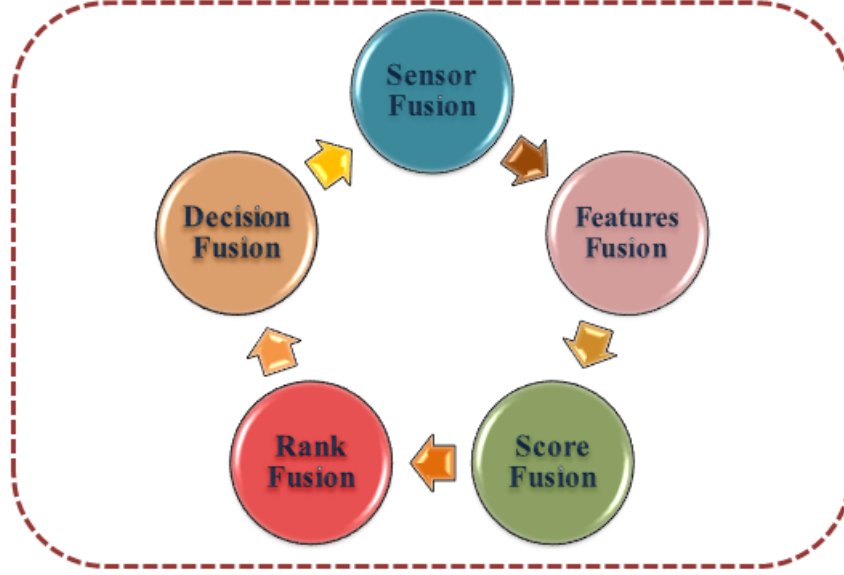 Sensor
Fusion
Features
Fusion
Score
Fusion
Rank
Fusion
Decision
Fusion